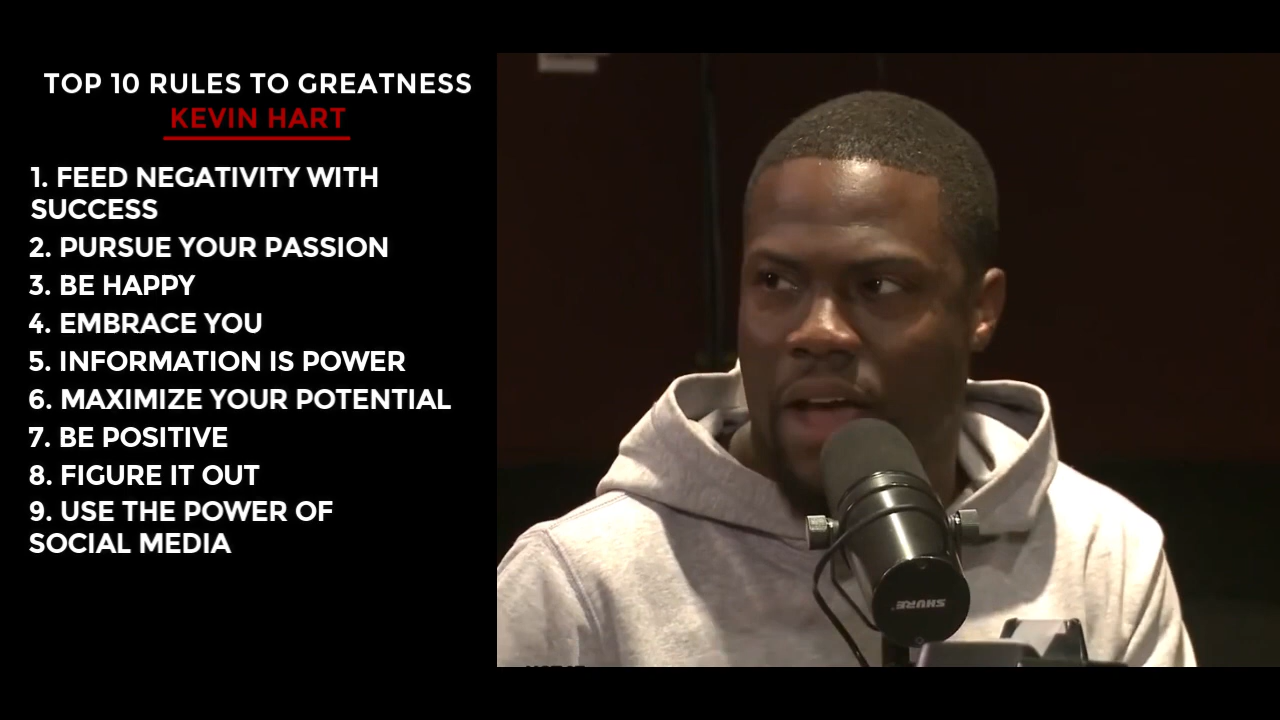 TOP 10 RULES TO GREATNESS
KEVIN HART
1. FEED NEGATIVITY WITH
SUCCESS
2. PURSUE YOUR PASSION
3. BE HAPPY
4. EMBRACE YOU
5. INFORMATION IS POWER
6. MAXIMIZE YOUR POTENTIAL
7. BE POSITIVE
8. FIGURE IT OUT
9. USE THE POWER OF
SOCIAL MEDIA
SHURE